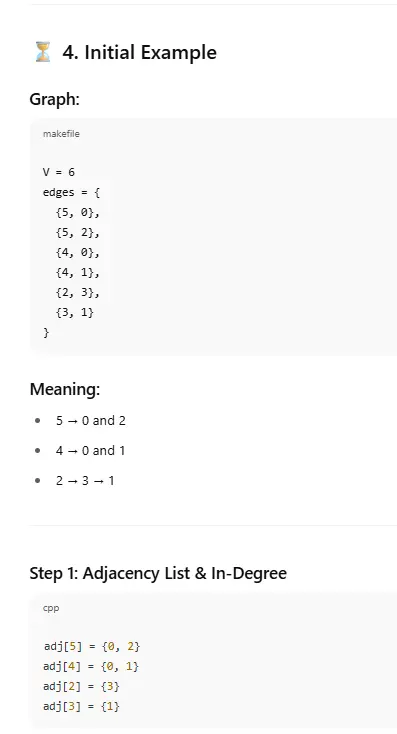 ⏳ 4. Initial Example
Graph:
makefile
V = 6
edges = {
{5, 0},
{5, 2},
{4, 0},
{4, 1},
{2, 3},
{3, 1}
}
Meaning:
• 5 → 0 and 2
• 4 → 0 and 1
• 2 → 3 → 1
Step 1: Adjacency List & In-Degree
cpp
adj[5] = {0, 2}
adj[4] = {0, 1}
adj[2] = {3}
adj[3] = {1}